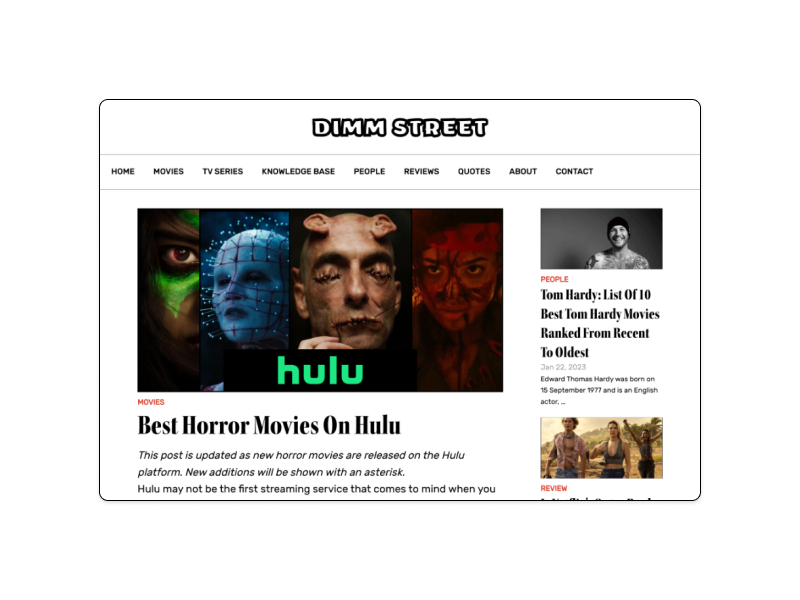 DIMM STREET
HOME MOVIES TV SERIES KNOWLEDGE BASE PEOPLE REVIEWS QUOTES ABOUT CONTACT
hulu
MOVIES
Best Horror Movies On Hulu
This post is updated as new horror movies are released on the Hulu
platform. New additions will be shown with an asterisk.
Hulu may not be the first streaming service that comes to mind when you
PEOPLE
Tom Hardy: List Of 10
Best Tom Hardy Movies
Ranked From Recent
To Oldest
Jan 22, 2023
Edward Thomas Hardy was born on
15 September 1977 and is an English
actor, ...
REVIEW